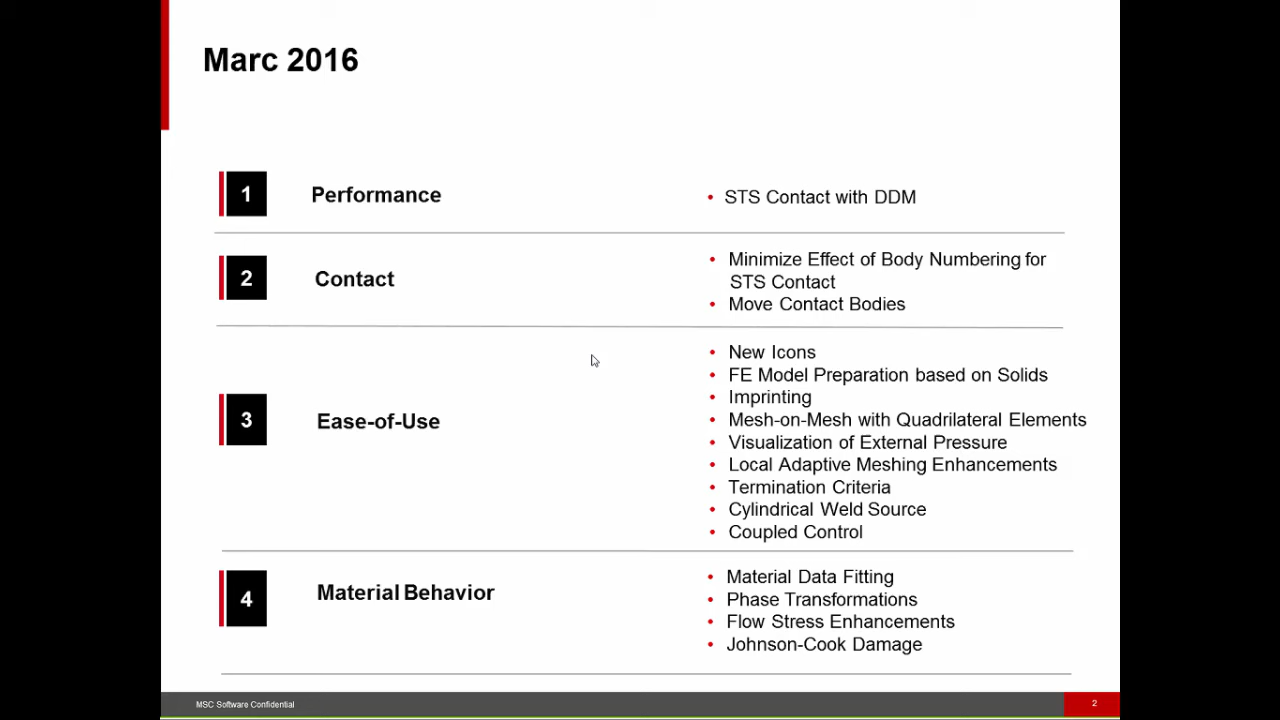 Marc 2016
1
Performance
• STS Contact with DDM
2
Contact
• Minimize Effect of Body Numbering for
STS Contact
• Move Contact Bodies
3
Ease-of-Use
• New Icons
• FE Model Preparation based on Solids
• Imprinting
• Mesh-on-Mesh with Quadrilateral Elements
• Visualization of External Pressure
• Local Adaptive Meshing Enhancements
• Termination Criteria
• Cylindrical Weld Source
• Coupled Control
4
Material Behavior
• Material Data Fitting
• Phase Transformations
• Flow Stress Enhancements
• Johnson-Cook Damage
MSC Software Confidential
2